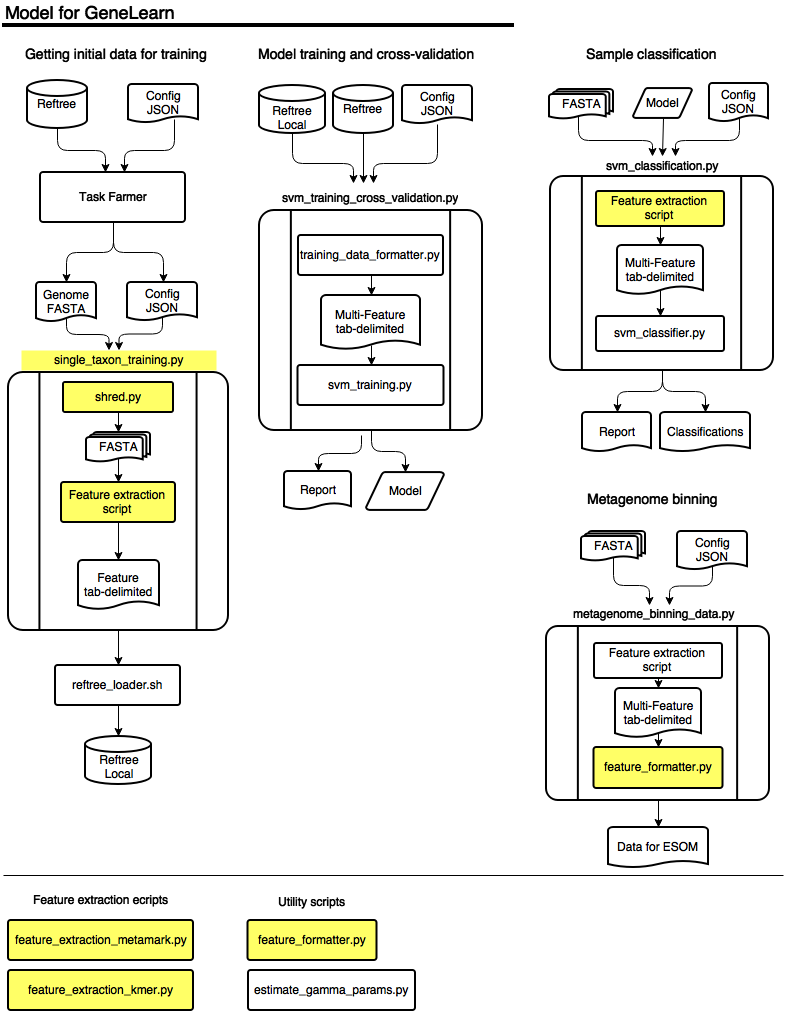 Model for GeneLearn
Getting initial data for training
Reftree
Config
JSON
Task Farmer
Genome
FASTA
Config
JSON
single_taxon_training.py
shred.py
FASTA
Feature extraction
script
Feature
tab-delimited
reftree_loader.sh
Reftree
Local
Model training and cross-validation
Reftree
Local
Reftree
Config
JSON
svm_training_cross_validation.py
training_data_formatter.py
Multi-Feature
tab-delimited
svm_training.py
Report
Model
Sample classification
FASTA
Model
Config
JSON
svm_classification.py
Feature extraction
script
Multi-Feature
tab-delimited
svm_classifier.py
Report
Classifications
Metagenome binning
FASTA
Config
JSON
metagenome_binning_data.py
Feature extraction
script
Multi-Feature
tab-delimited
feature_formatter.py
Data for ESOM
Feature extraction ecripts
feature_extraction_metamark.py
feature_extraction_kmer.py
Utility scripts
feature_formatter.py
estimate_gamma_params.py